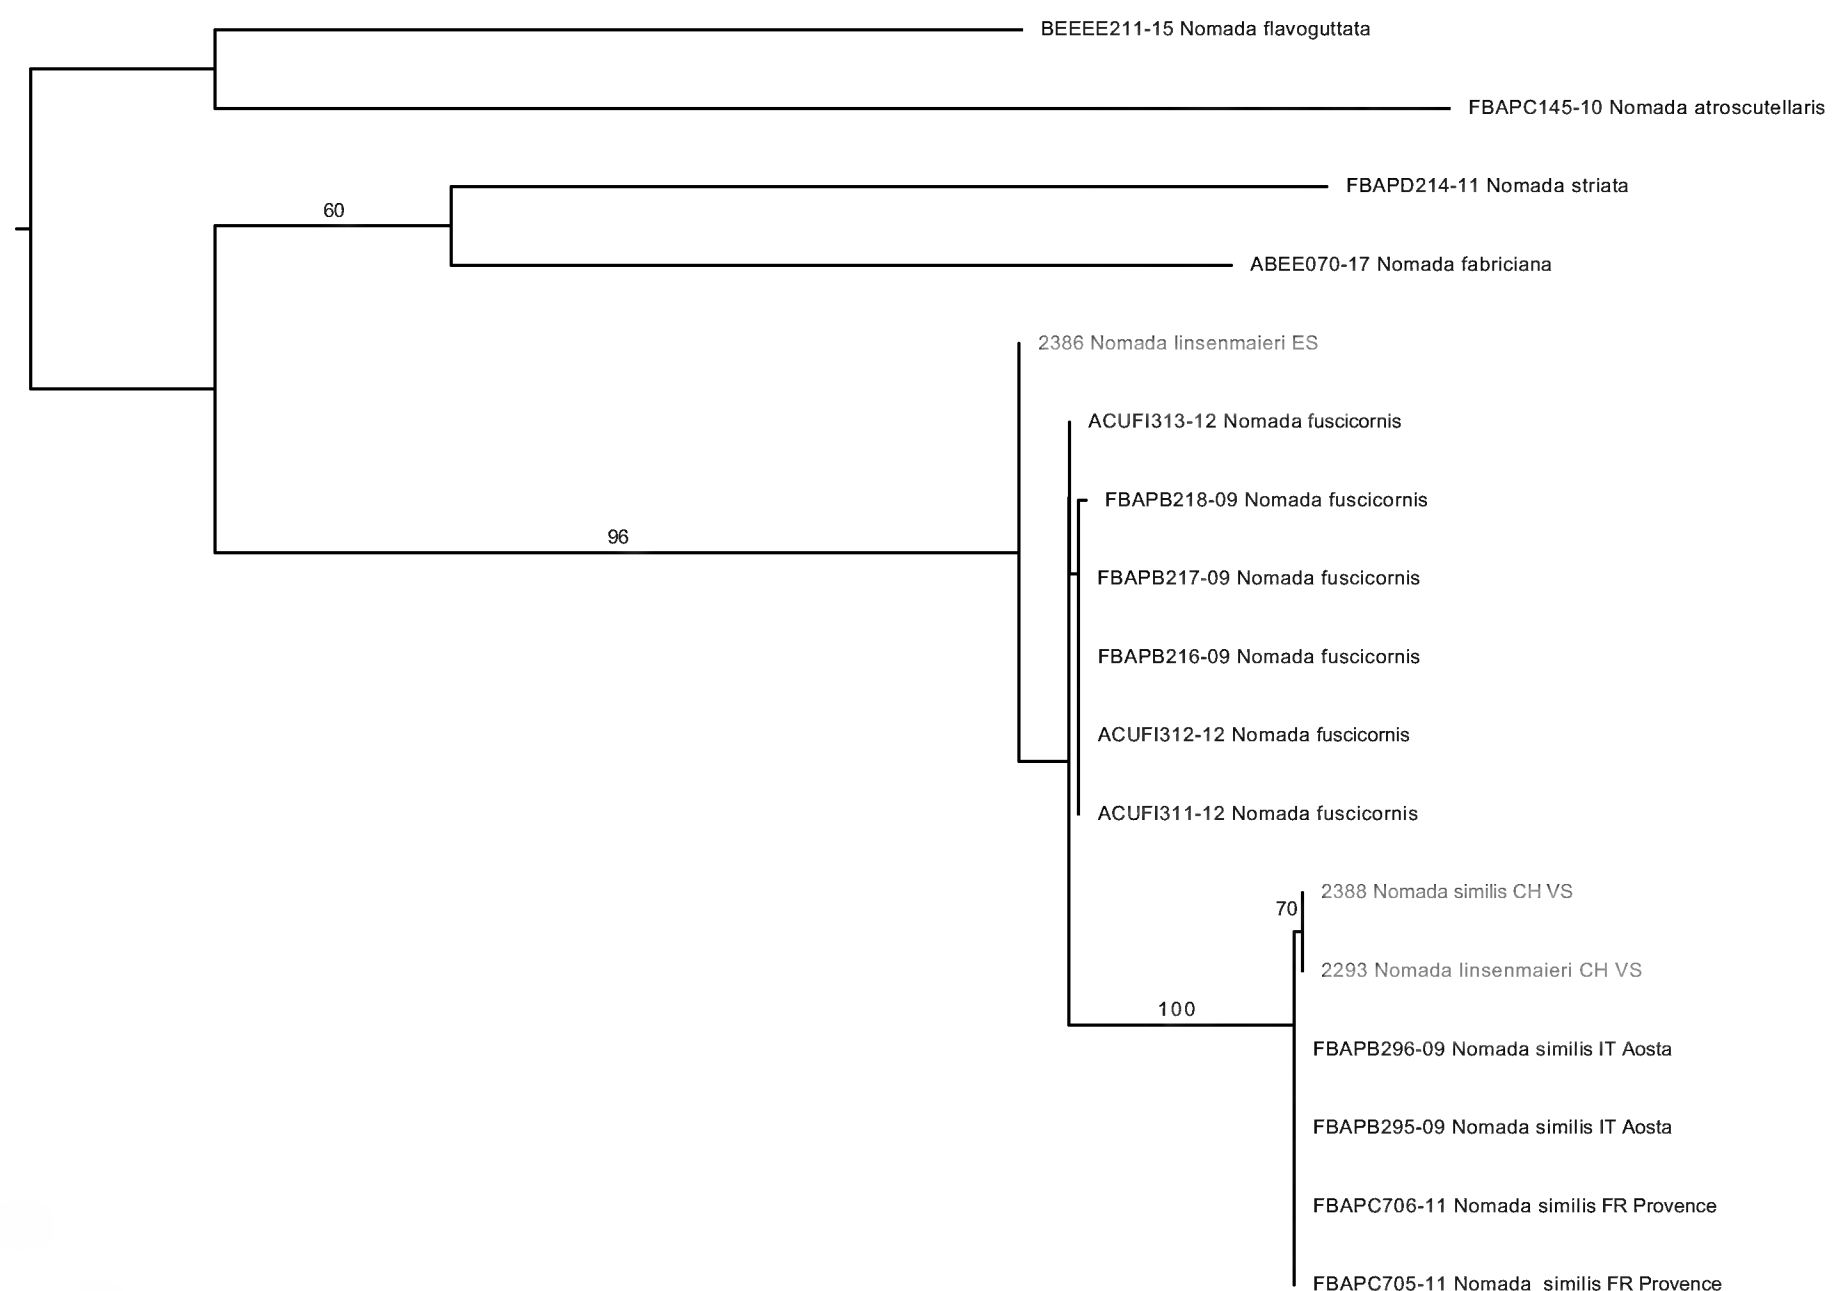 BEEEE211-15 Nomada flavoguttata
FBAPC145-10 Nomada atroscutellaris
FBAPD214-11 Nomada striata
60
ABEE070-17 Nomada fabriciana
2386 Nomada linsenmaieri ES
ACUFI313-12 Nomada fuscicornis
FBAPB218-09 Nomada fuscicornis
96
FBAPB217-09 Nomada fuscicornis
FBAPB216-09 Nomada fuscicornis
ACUFI312-12 Nomada fuscicornis
ACUFI311-12 Nomada fuscicornis
2388 Nomada similis CH VS
70
2293 Nomada linsenmaieri CH VS
100
FBAPB296-09 Nomada similis IT Aosta
FBAPB295-09 Nomada similis IT Aosta
FBAPC706-11 Nomada similis FR Provence
FBAPC705-11 Nomada similis FR Provence